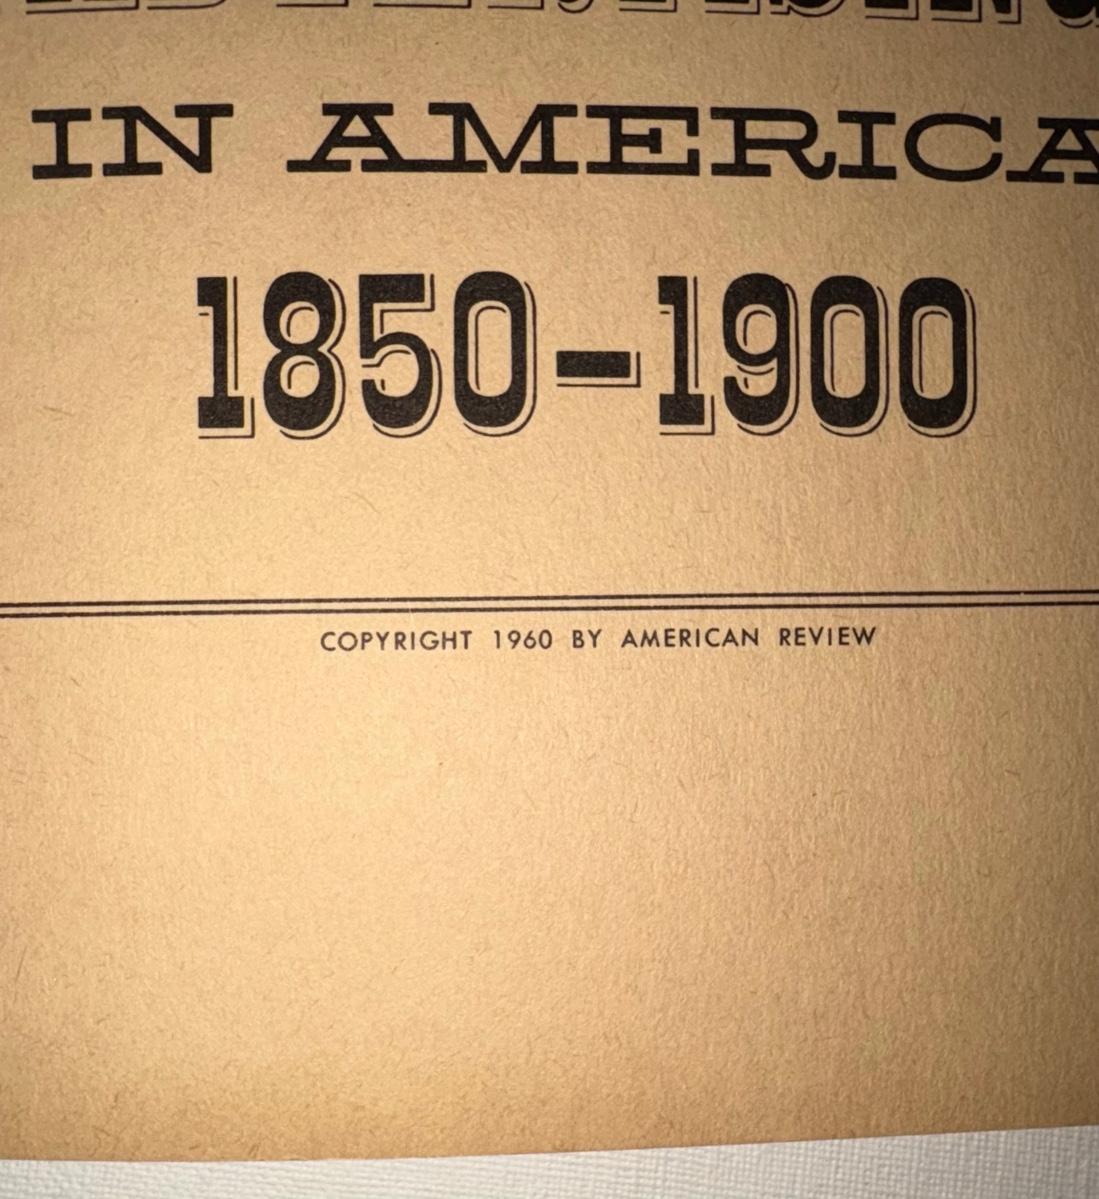 IN AMERICA
1850-1900
COPYRIGHT 1960 BY AMERICAN REVIEW